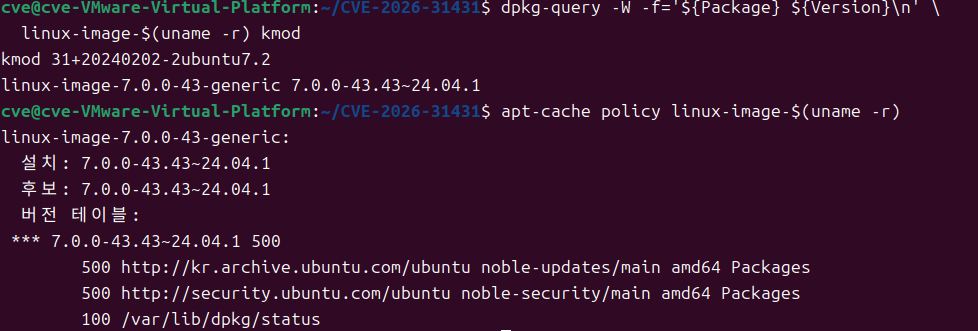 cve@cve-VMware-Virtual-Platform:~/CVE-2026-31431$ dpkg-query -W -f='${Package} ${Version}\n' \
  linux-image-$(uname -r) kmod
kmod 31+20240202-2ubuntu7.2
linux-image-7.0.0-43-generic 7.0.0-43.43~24.04.1
cve@cve-VMware-Virtual-Platform:~/CVE-2026-31431$ apt-cache policy linux-image-$(uname -r)
linux-image-7.0.0-43-generic:
  설치: 7.0.0-43.43~24.04.1
  후보: 7.0.0-43.43~24.04.1
  버전 테이블:
 *** 7.0.0-43.43~24.04.1 500
        500 http://kr.archive.ubuntu.com/ubuntu noble-updates/main amd64 Packages
        500 http://security.ubuntu.com/ubuntu noble-security/main amd64 Packages
        100 /var/lib/dpkg/status